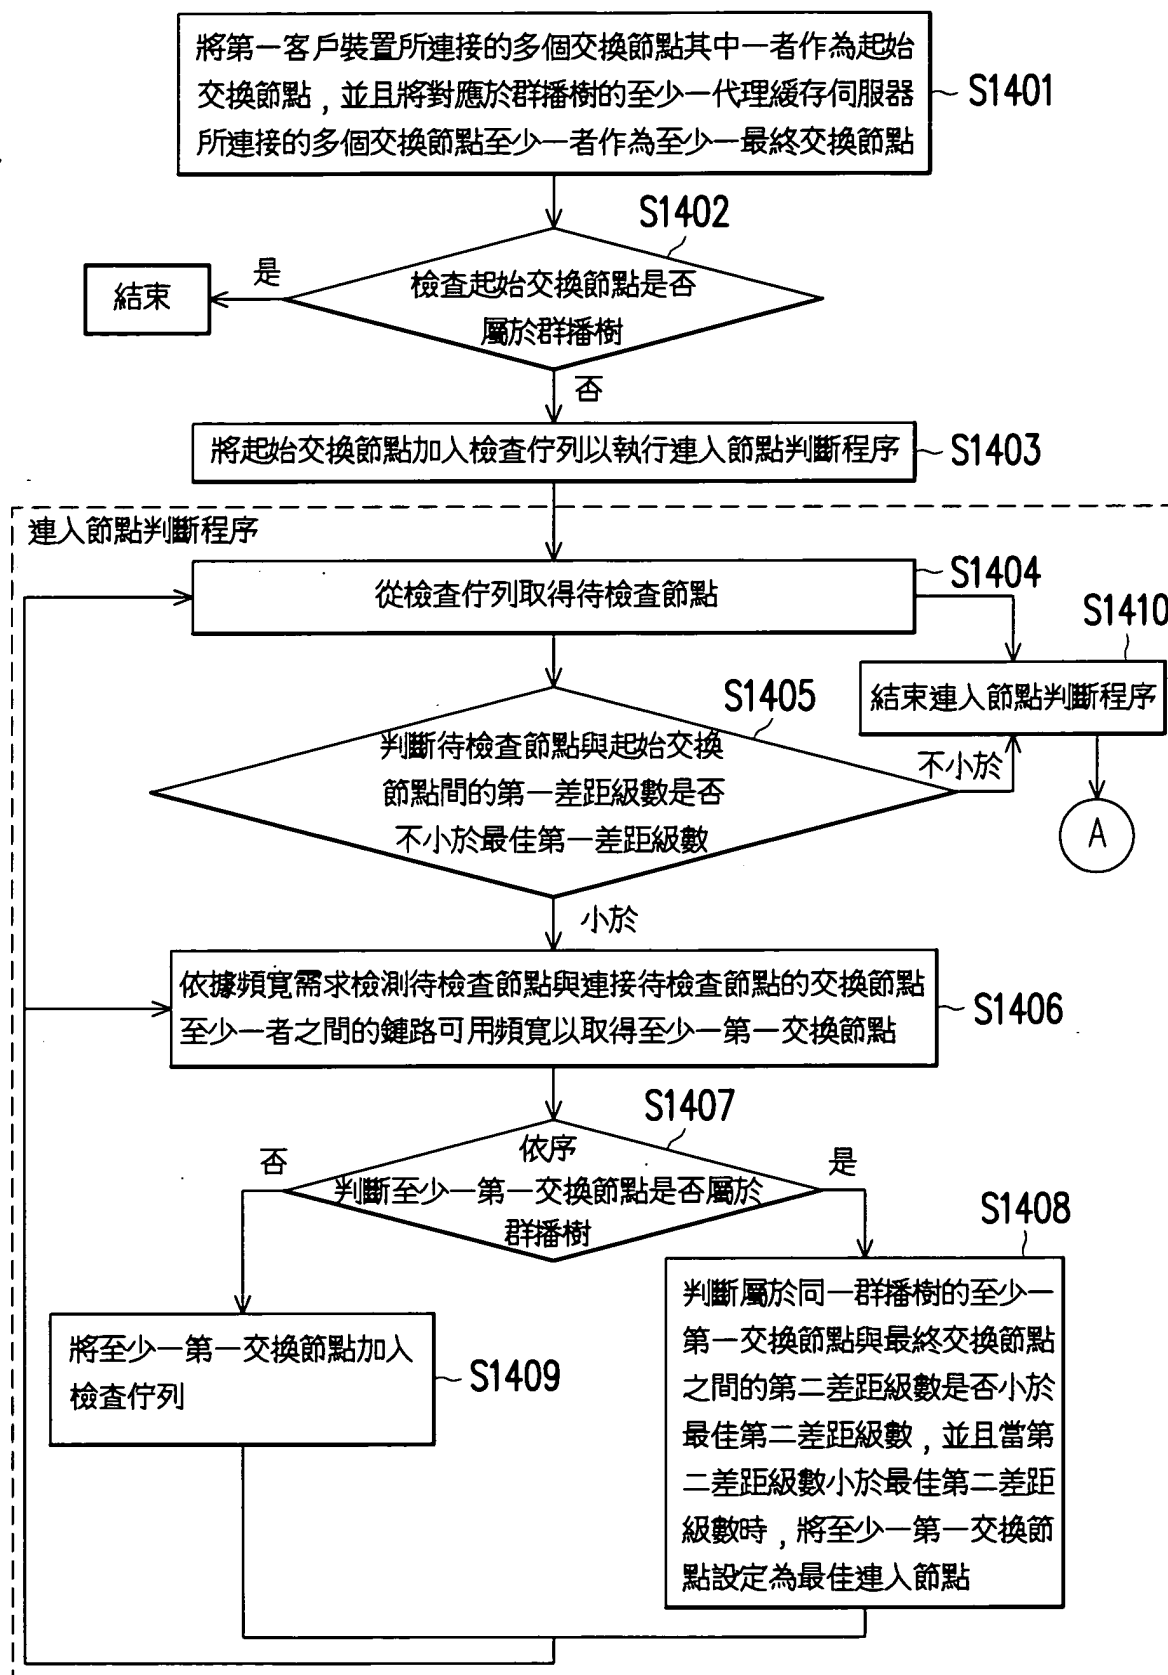 將第一客戶裝置所連接的多個交換節點其中一者作為起始
交換節點，並且將對應於群播樹的至少一代理緩存伺服器
所連接的多個交換節點至少一者作為至少一最終交換節點
S1401
S1402
檢查起始交換節點是否
屬於群播樹
是
結束
否
將起始交換節點加入檢查佇列以執行連入節點判斷程序
S1403
連入節點判斷程序
從檢查佇列取得待檢查節點
S1404
S1410
結束連入節點判斷程序
S1405
判斷待檢查節點與起始交換
節點間的第一差距級數是否
不小於最佳第一差距級數
不小於
A
小於
依據頻寬需求檢測待檢查節點與連接待檢查節點的交換節點
至少一者之間的鏈路可用頻寬以取得至少一第一交換節點
S1406
S1407
依序
判斷至少一第一交換節點是否屬於
群播樹
否
是
S1408
判斷屬於同一群播樹的至少一
第一交換節點與最終交換節點
之間的第二差距級數是否小於
最佳第二差距級數，並且當第
二差距級數小於最佳第二差距
級數時，將至少一第一交換節
點設定為最佳連入節點
將至少一第一交換節點加入
檢查佇列
S1409